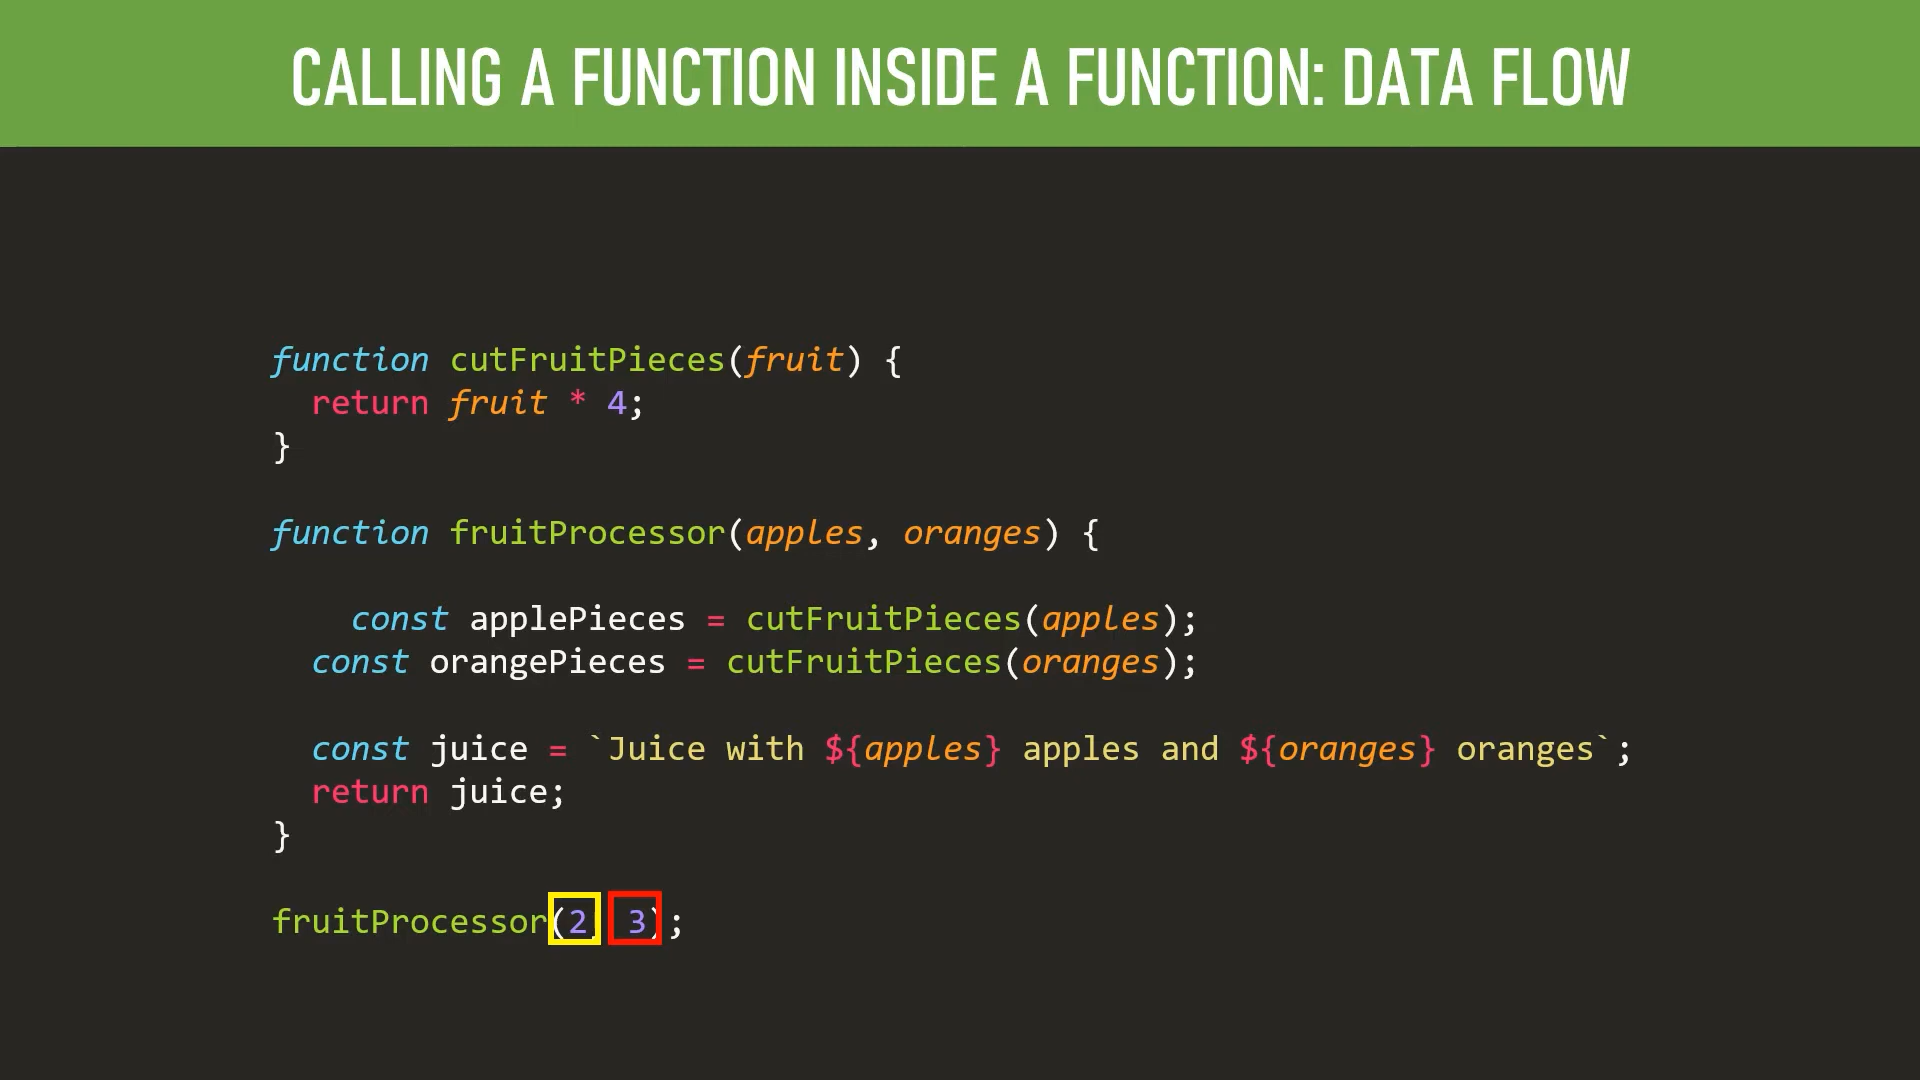 CALLING A FUNCTION INSIDE A FUNCTION: DATA FLOW
function cutFruitPieces(fruit) {
return fruit * 4;
}
function fruitProcessor(apples, oranges) {
const applePieces = cutFruitPieces(apples);
const orangePieces = cutFruitPieces(oranges);
const juice = `Juice with ${apples} apples and ${oranges} oranges`;
return juice;
}
fruitProcessor(2 3);